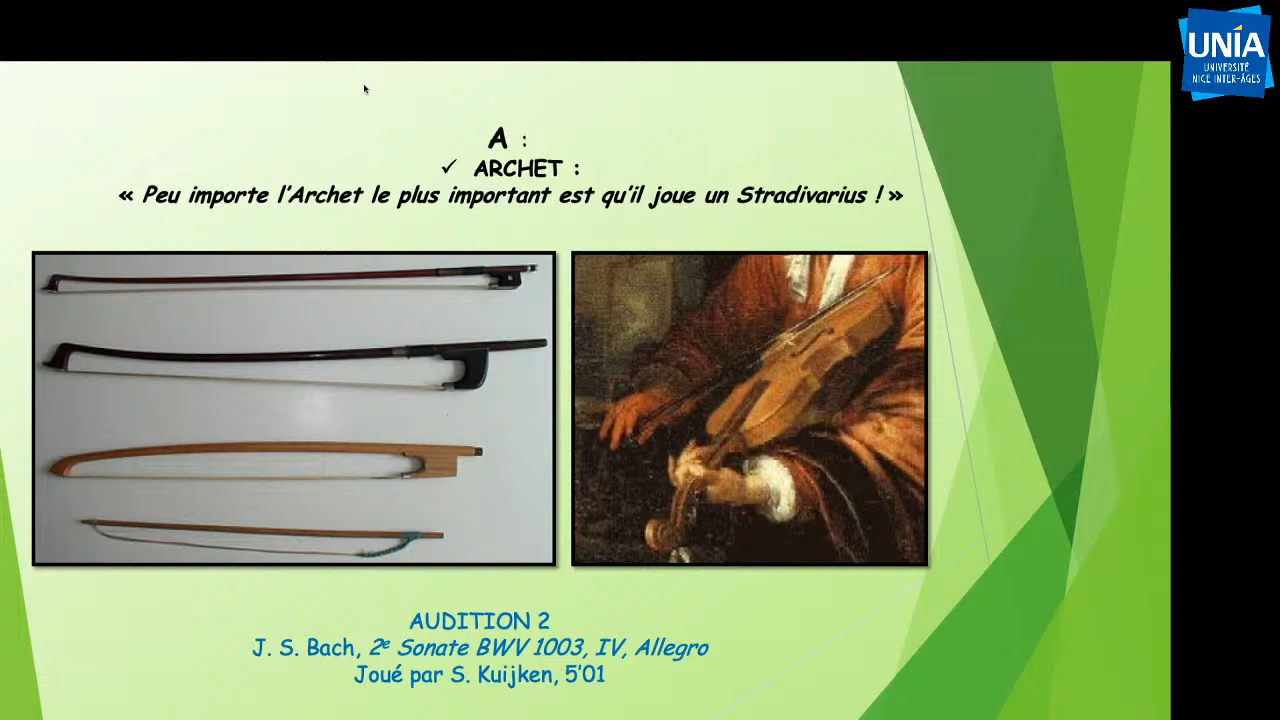 UNIA
UNIVERSITÉ
NICE INTER-ÂGES
A :
✓ ARCHET :
« Peu importe l'Archet le plus important est qu'il joue un Stradivarius ! »
AUDITION 2
J. S. Bach, 2e Sonate BWV 1003, IV, Allegro
Joué par S. Kuijken, 5'01